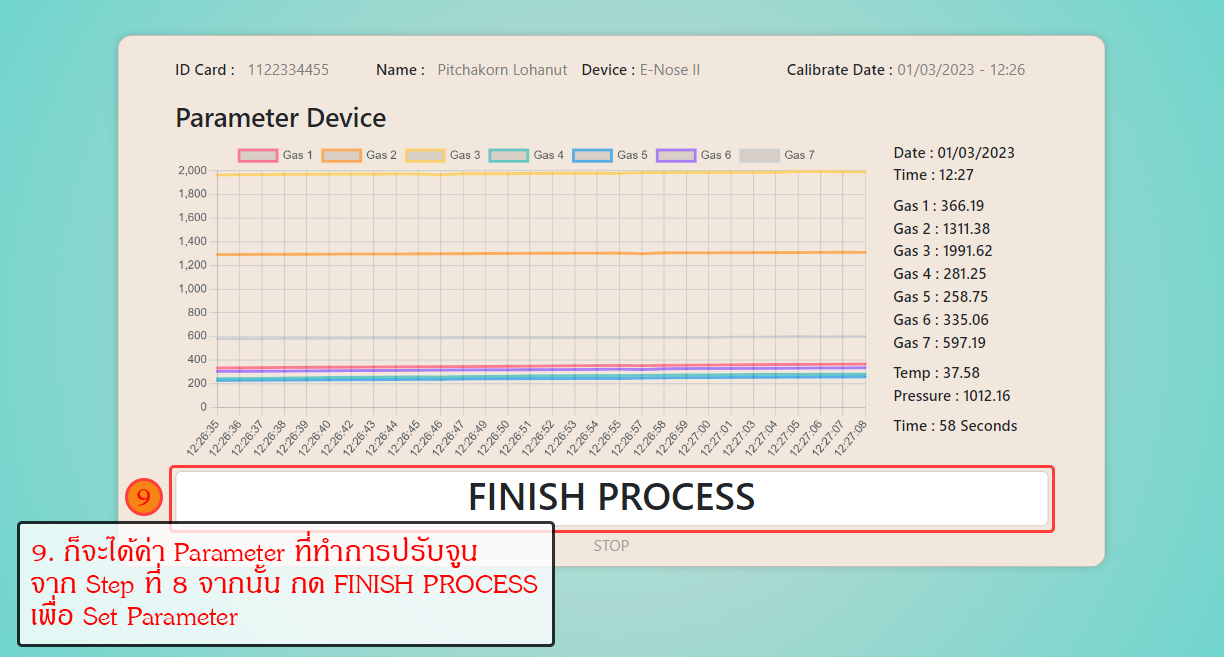 ID Card : 1122334455 Name : Pitchakorn Lohanut Device : E-Nose II Calibrate Date : 01/03/2023 - 12:26
Parameter Device
Gas 1 Gas 2 Gas 3 Gas 4 Gas 5 Gas 6 Gas 7
2,000
1,800
1,600
1,400
1,200
1,000
800
600
400
200
0
12:26:35 12:26:36 12:26:37 12:26:38 12:26:39 12:26:40 12:26:42 12:26:43 12:26:44 12:26:45 12:26:46 12:26:47 12:26:49 12:26:50 12:26:51 12:26:52 12:26:53 12:26:54 12:26:55 12:26:57 12:26:58 12:26:59 12:27:00 12:27:01 12:27:03 12:27:04 12:27:05 12:27:06 12:27:07 12:27:08
Date : 01/03/2023
Time : 12:27
Gas 1 : 366.19
Gas 2 : 1311.38
Gas 3 : 1991.62
Gas 4 : 281.25
Gas 5 : 258.75
Gas 6 : 335.06
Gas 7 : 597.19
Temp : 37.58
Pressure : 1012.16
Time : 58 Seconds
9
FINISH PROCESS
STOP
9. ก็จะได้ค่า Parameter ที่ทำการปรับจูน
จาก Step ที่ 8 จากนั้น กด FINISH PROCESS
เพื่อ Set Parameter